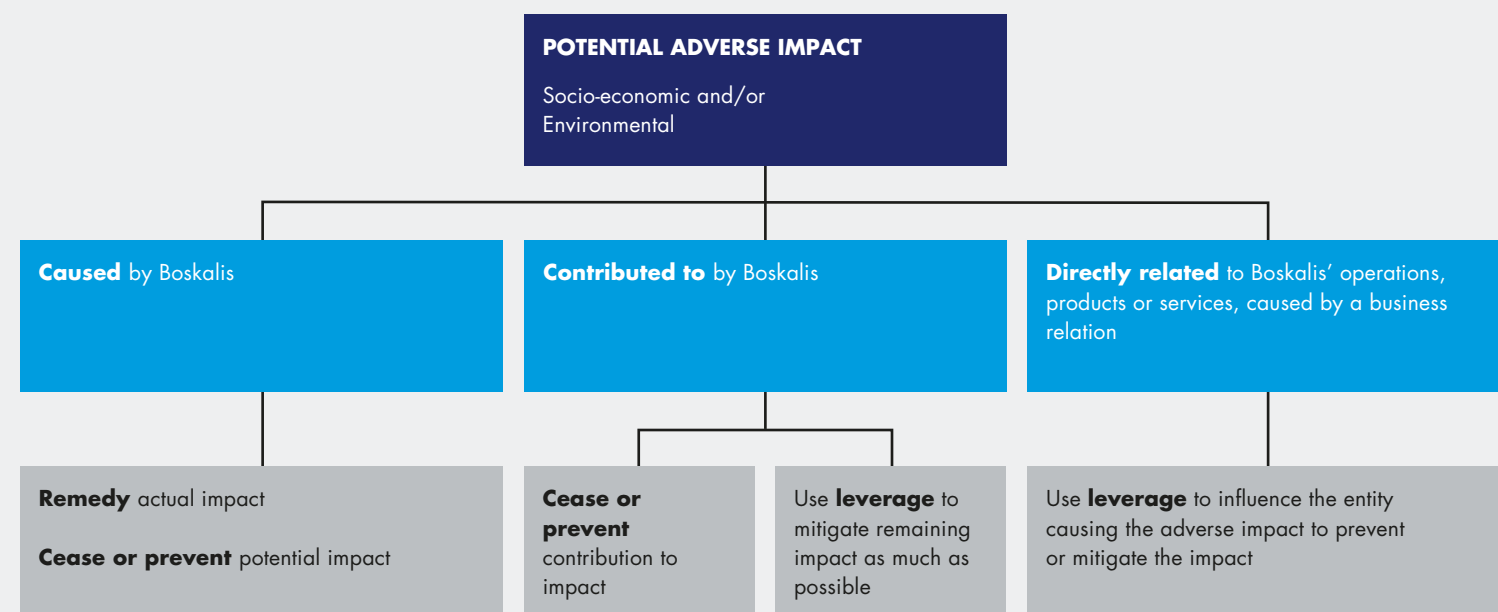 POTENTIAL ADVERSE IMPACT
Socio-economic and/or
Environmental
Caused by Boskalis
Contributed to by Boskalis
Directly related to Boskalis’ operations,
products or services, caused by a business
relation
Remedy actual impact
Cease or prevent potential impact
Cease or
prevent
contribution to
impact
Use leverage to
mitigate remaining
impact as much as
possible
Use leverage to influence the entity
causing the adverse impact to prevent
or mitigate the impact